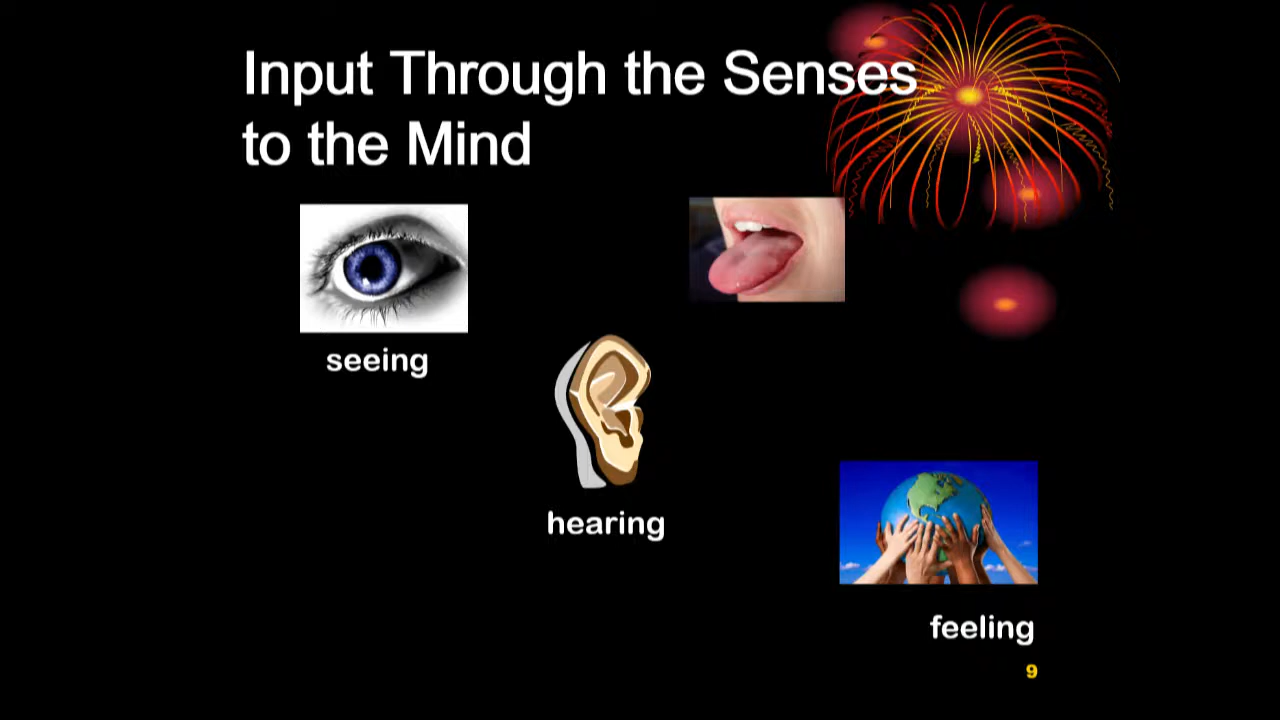 Input Through the Senses
to the Mind
seeing
hearing
feeling
9